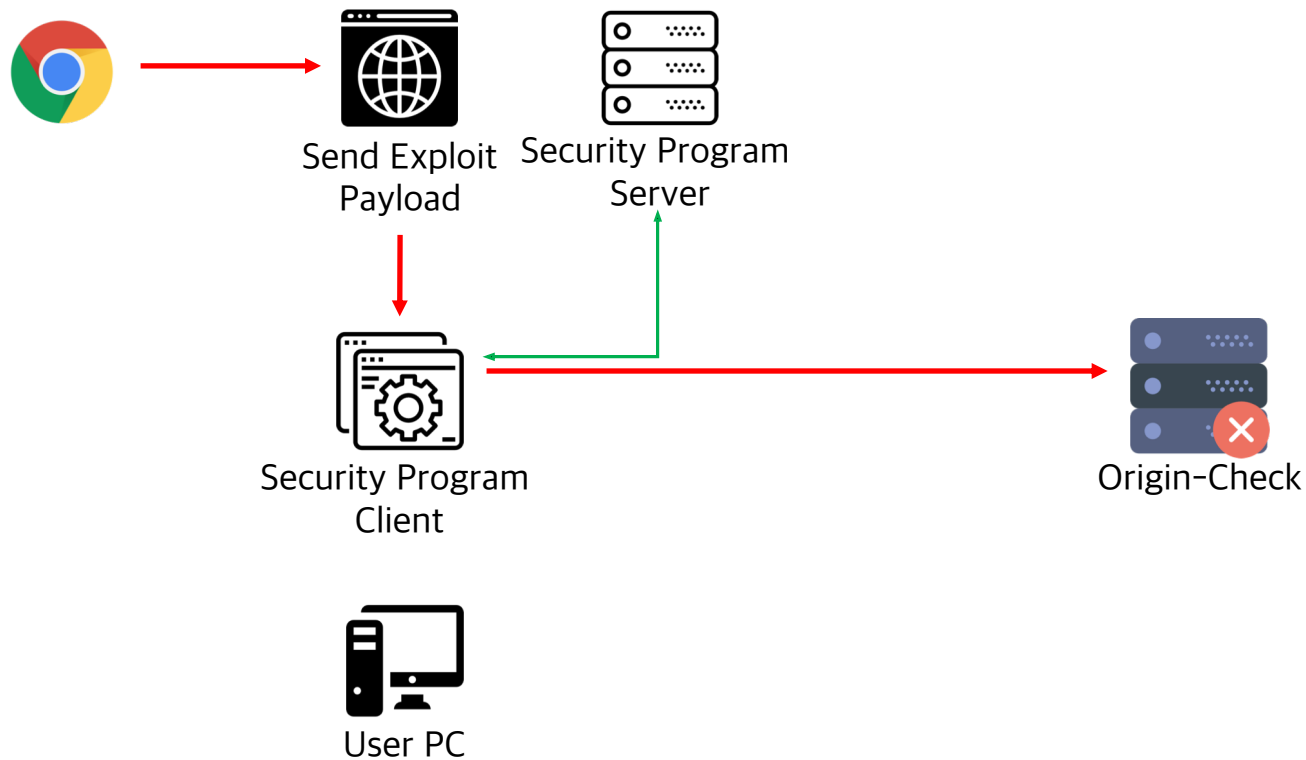 Send Exploit
Payload
Security Program
Server
Security Program
Client
Origin-Check
User PC